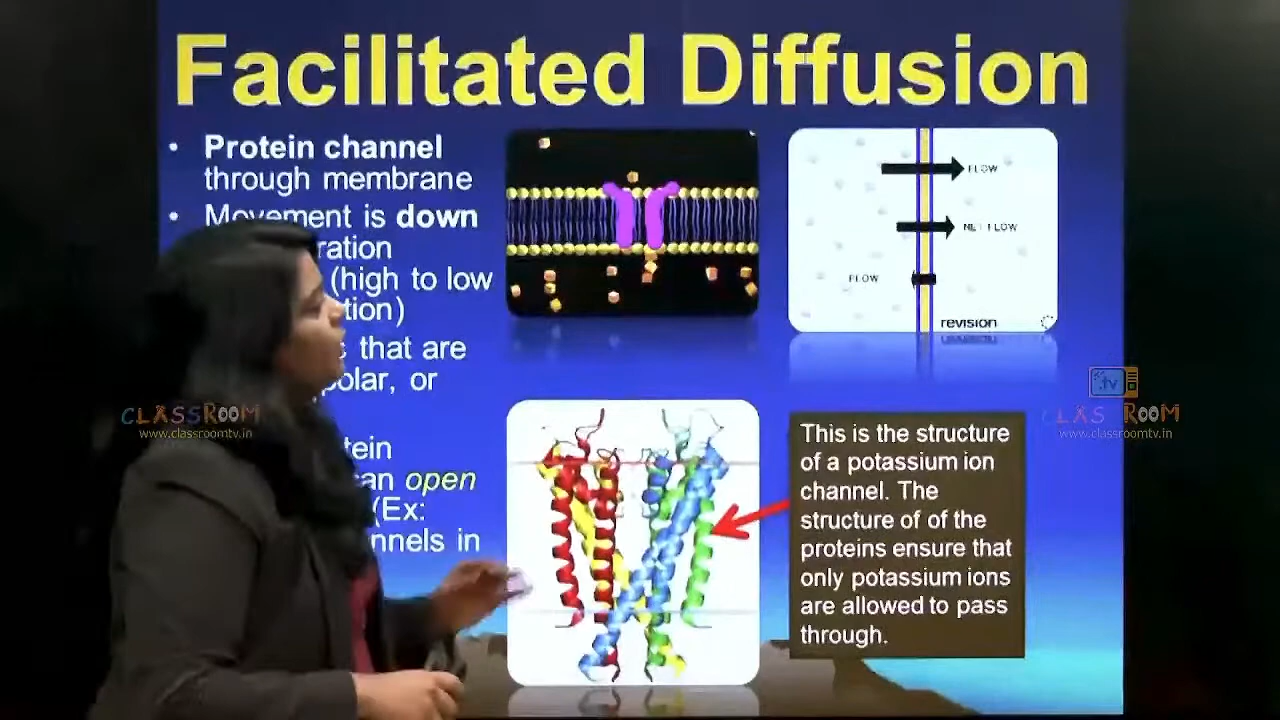 Facilitated Diffusion
• Protein channel
through membrane
• Movement is down
ration
(high to low
tion)
that are
polar, or
tein
an open
(Ex:
nnels in
FLOW
NET FLOW
FLOW
revision
This is the structure
of a potassium ion
channel. The
structure of of the
proteins ensure that
only potassium ions
are allowed to pass
through.
CLASSROOM
www.classroomtv.in
.tv
CLASSROOM
www.classroomtv.in